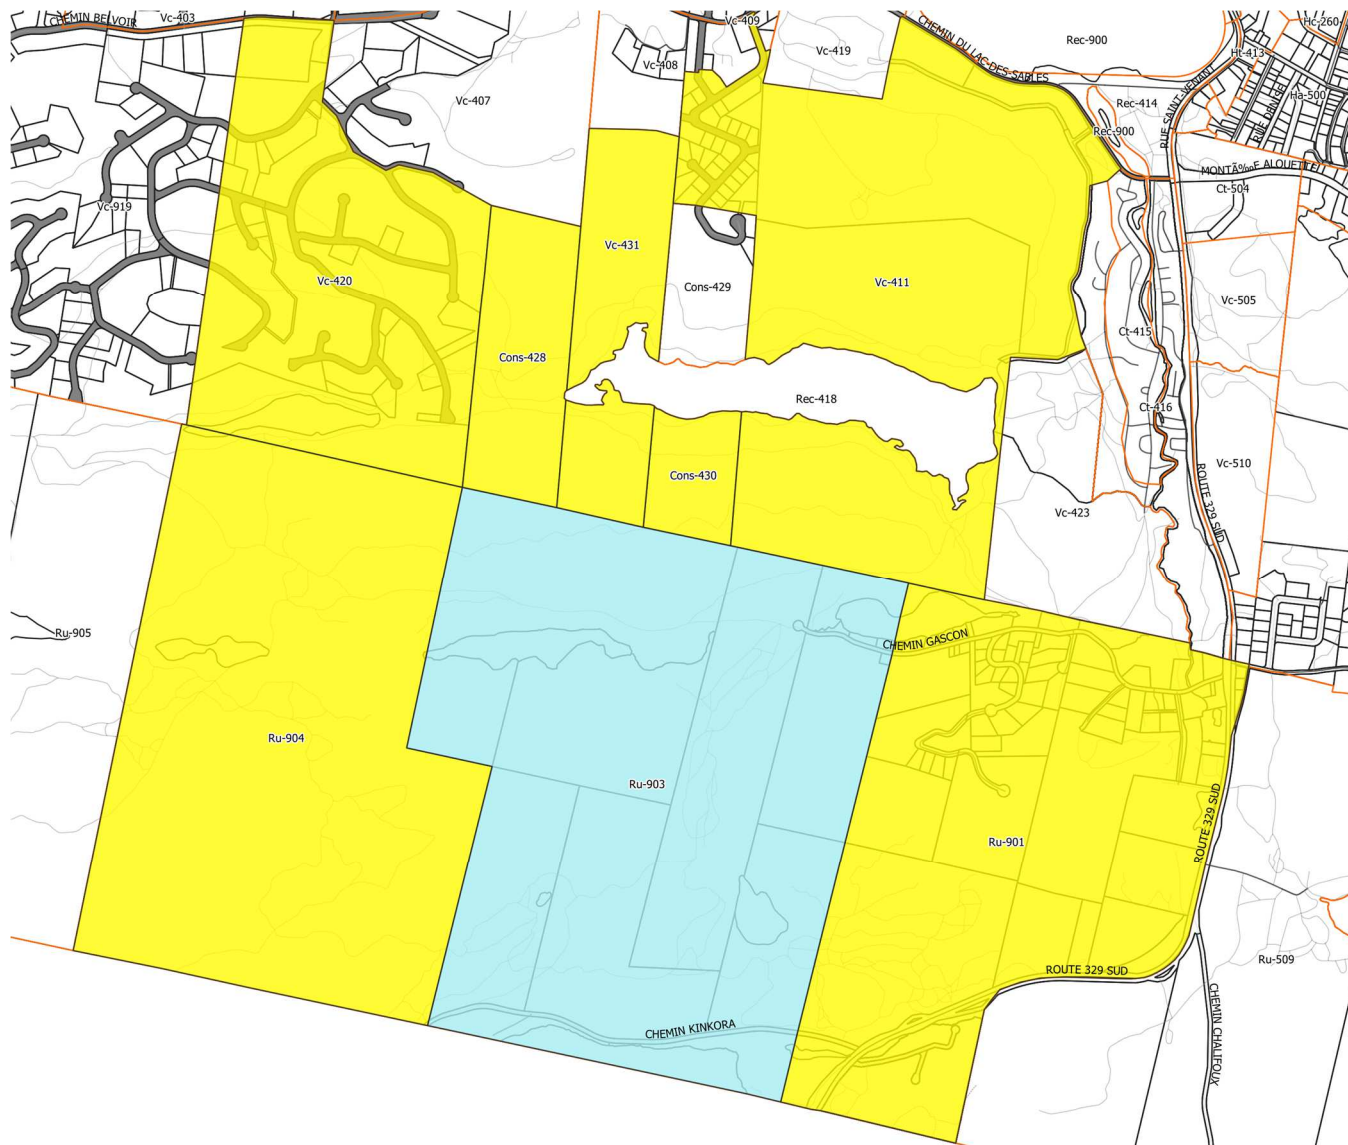 CHEMIN BELVOIR
Vc-403
Vc-409
Hc-260
Vc-408
Vc-419
CHEMIN DU LAC-DES-SABLES
Rec-900
Ht-413
Vc-407
Rec-414
Ha-500
Rec-900
RUE SAINT-VENANT
RUE DENISE
MONTÃ‰E ALOUETTE
Ct-504
Vc-919
Vc-431
Vc-420
Cons-429
Vc-411
Vc-505
Ct-415
Cons-428
Rec-418
Ct-416
Cons-430
Vc-510
Vc-423
ROUTE 329 SUD
Ru-905
CHEMIN GASCON
Ru-904
Ru-903
ROUTE 329 SUD
Ru-901
Ru-509
ROUTE 329 SUD
CHEMIN KINKORA
CHEMIN CHALIFOUX